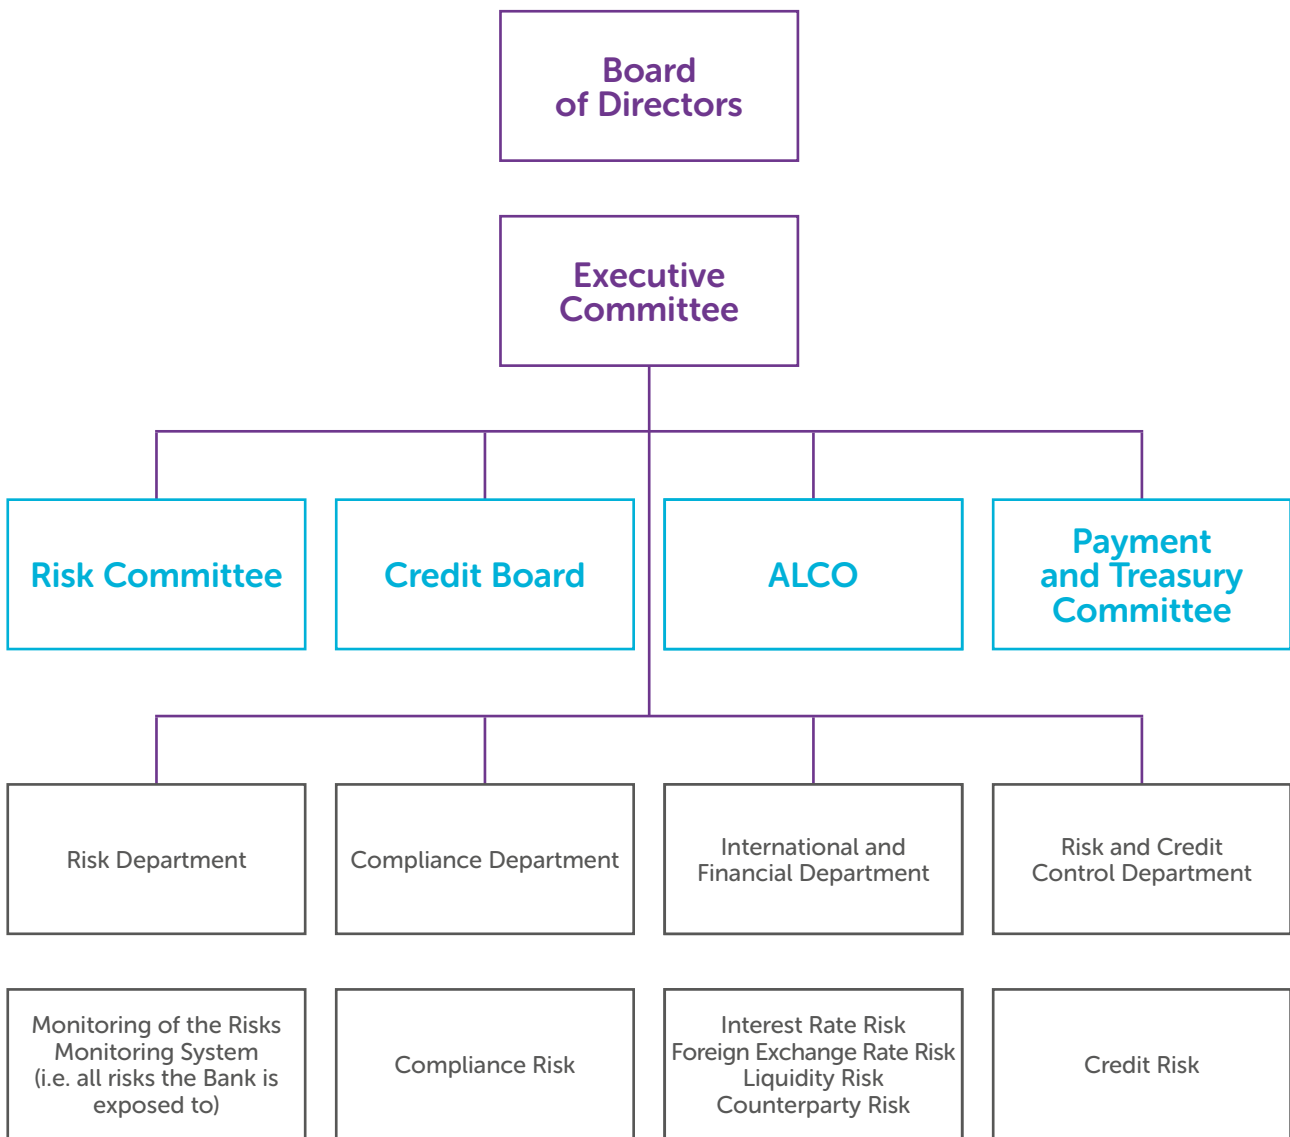 Board
of Directors
Executive
Committee
Risk Committee
Credit Board
ALCO
Payment
and Treasury
Committee
Risk Department
Compliance Department
International and
Financial Department
Risk and Credit
Control Department
Monitoring of the Risks
Monitoring System
(i.e. all risks the Bank is
exposed to)
Compliance Risk
Interest Rate Risk
Foreign Exchange Rate Risk
Liquidity Risk
Counterparty Risk
Credit Risk